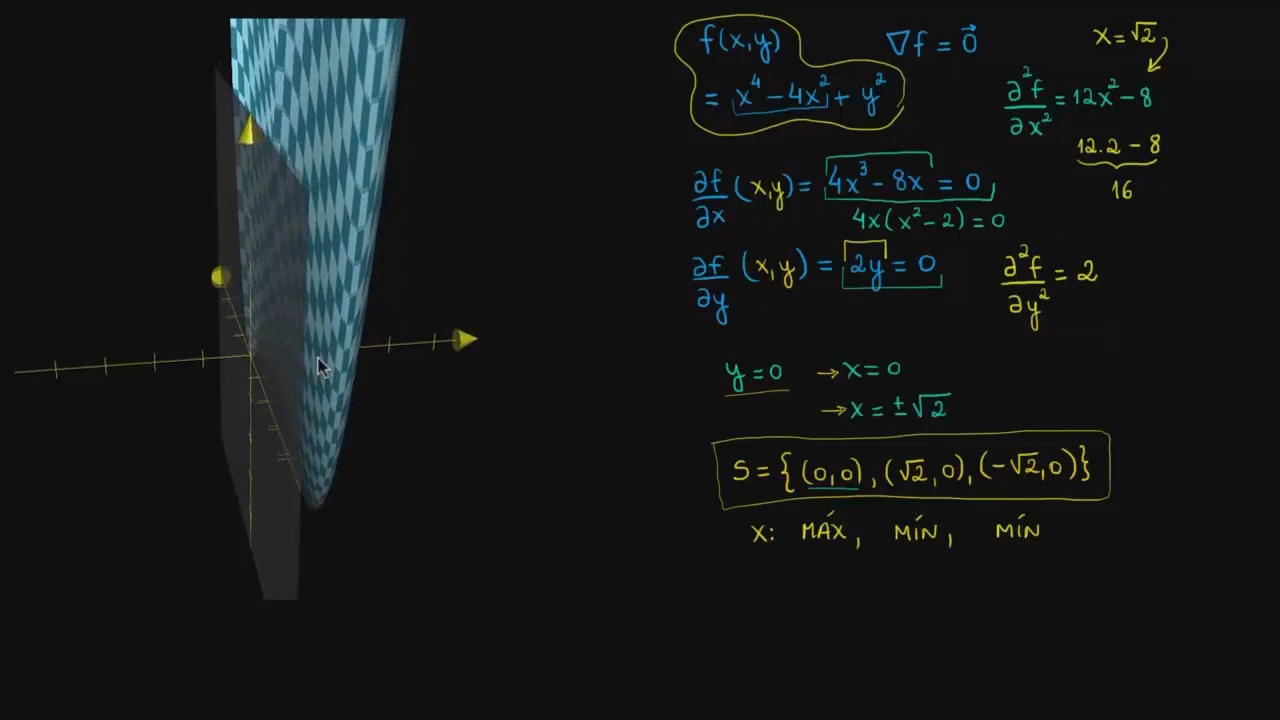 f(x,y)
= x⁴ − 4x² + y²
∇f = 0⃗
x = √2
∂²f/∂x² = 12x² − 8
12.2 − 8
16
∂f/∂x (x,y) = 4x³ − 8x = 0
4x(x² − 2) = 0
∂f/∂y (x,y) = 2y = 0
∂²f/∂y² = 2
y = 0 → x = 0
→ x = ±√2
S = {(0,0), (√2,0), (−√2,0)}
x: MÁX, MÍN, MÍN